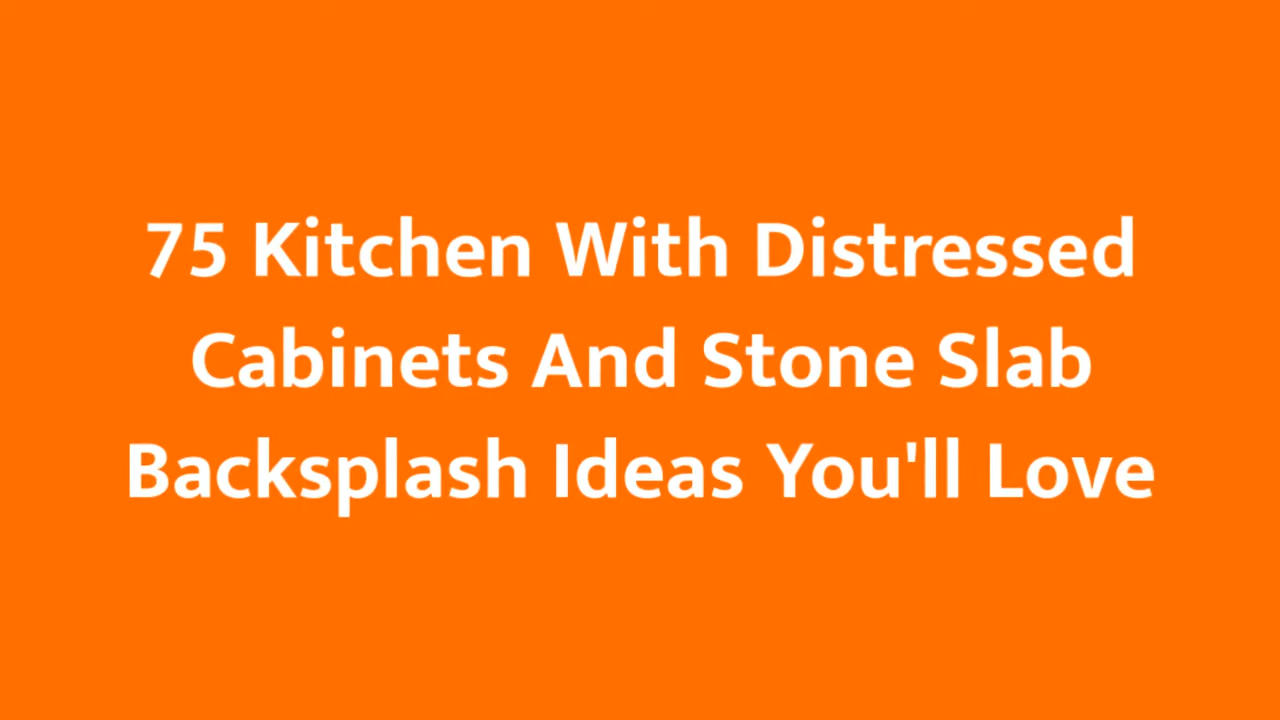 75 Kitchen With Distressed
Cabinets And Stone Slab
Backsplash Ideas You'll Love